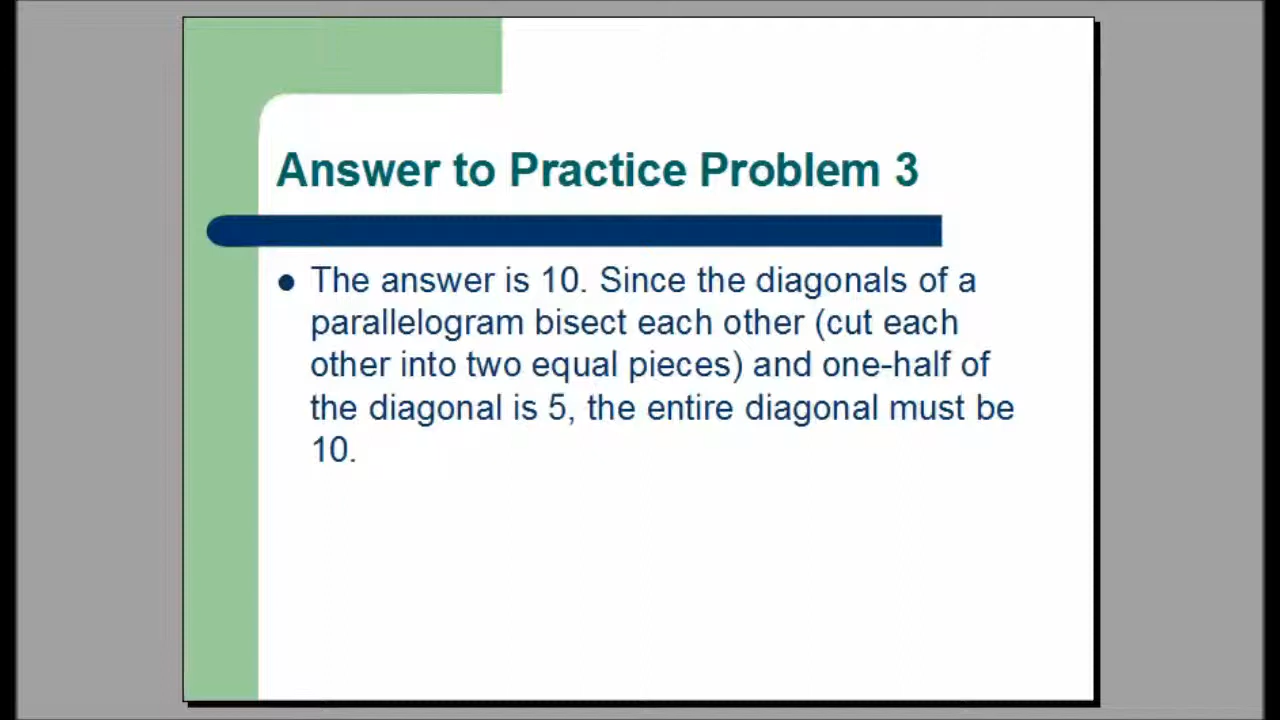 Answer to Practice Problem 3
• The answer is 10. Since the diagonals of a
parallelogram bisect each other (cut each
other into two equal pieces) and one-half of
the diagonal is 5, the entire diagonal must be
10.